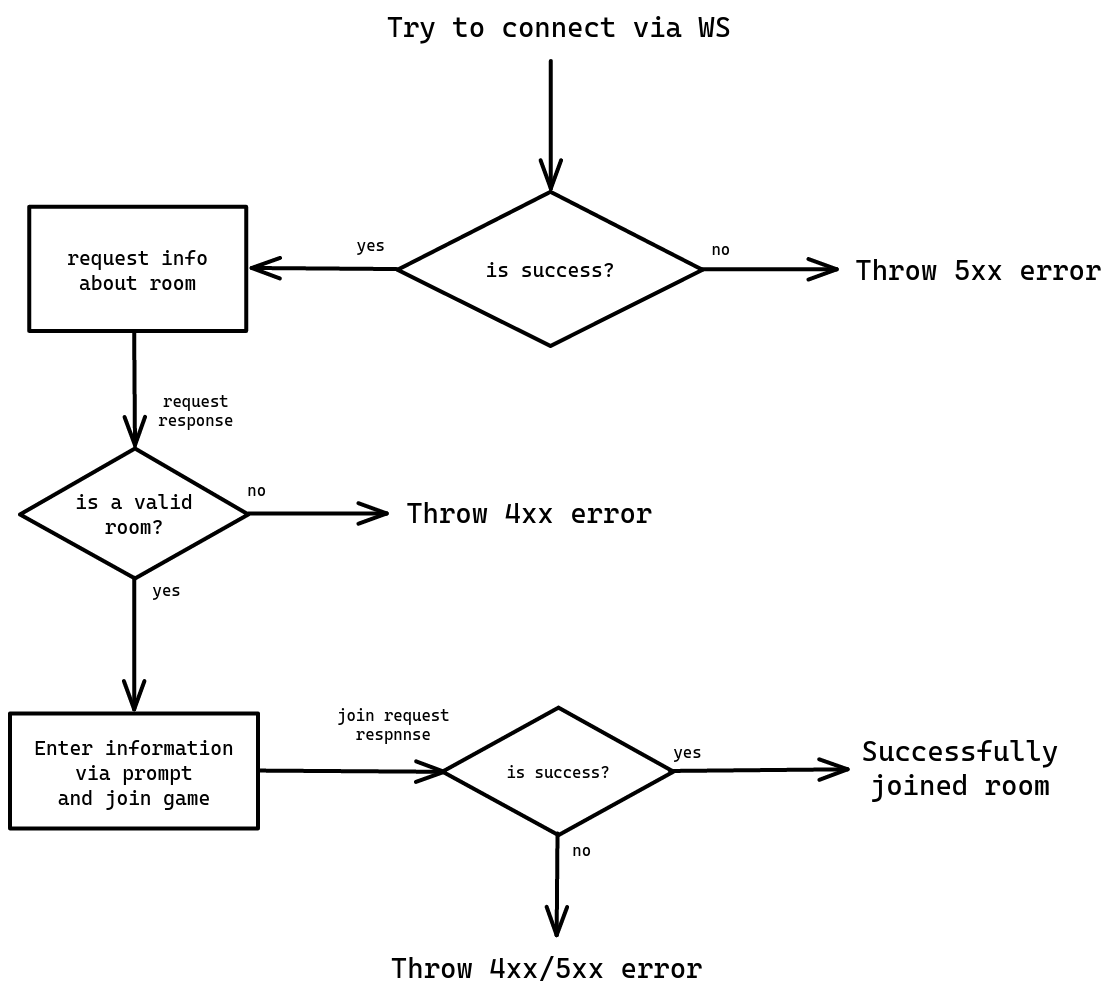 Try to connect via WS
yes
no
request info
about room
is success?
Throw 5xx error
request
response
is a valid
room?
no
Throw 4xx error
yes
join request
respnnse
Enter information
via prompt
and join game
is success?
yes
Successfully
joined room
no
Throw 4xx/5xx error